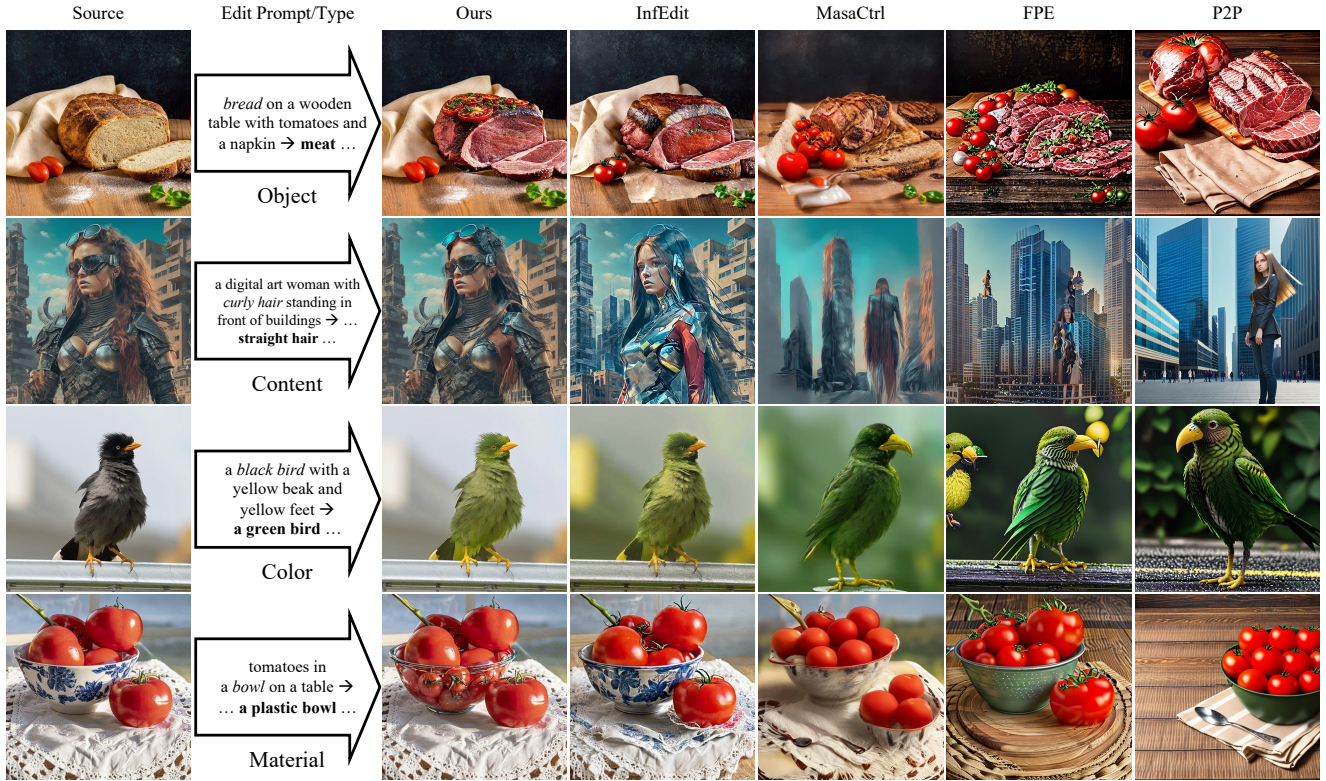 Source Edit Prompt/Type Ours InfEdit MasaCtrl FPE P2P
bread on a wooden
table with tomatoes and
a napkin → meat …
Object
a digital art woman with
curly hair standing in
front of buildings → …
straight hair …
Content
a black bird with a
yellow beak and
yellow feet →
a green bird …
Color
tomatoes in
a bowl on a table →
… a plastic bowl …
Material